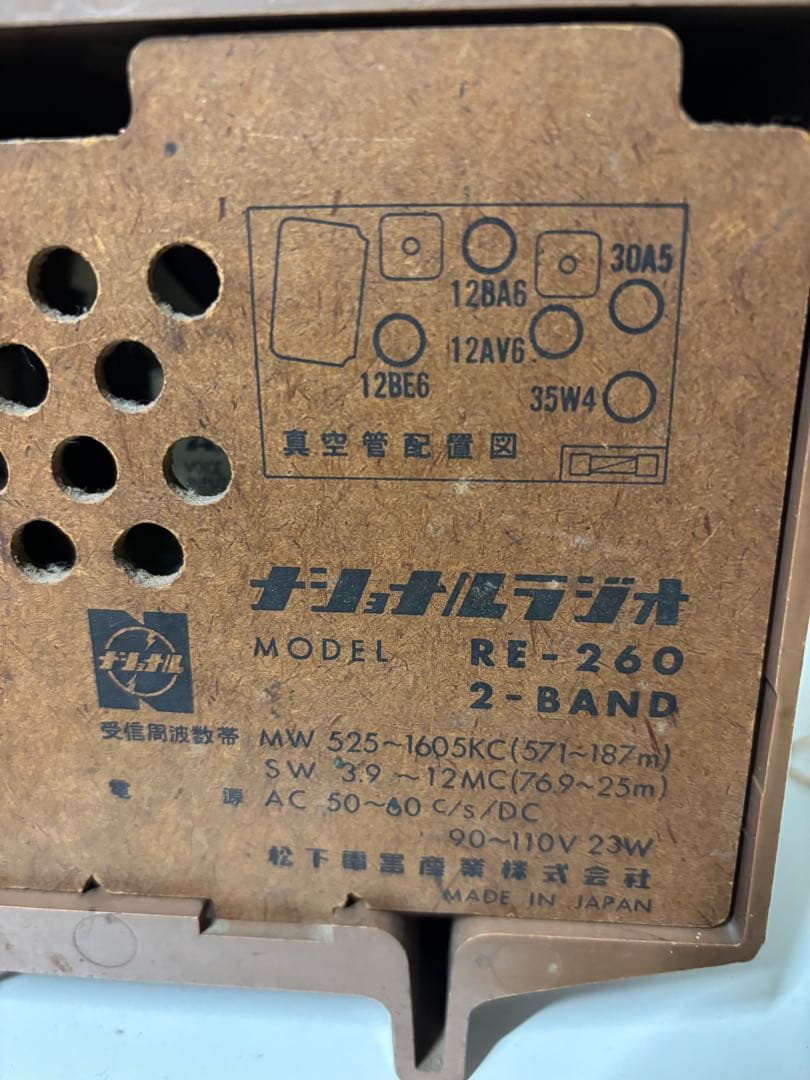 30A5
12BA6
12AV6
12BE6
35W4
真空管配置図
ナショナルラジオ
ナショナル
MODEL RE-260
2-BAND
受信周波数帯 MW 525~1605KC(571~187m)
SW 3.9 ~12MC(76.9~25m)
電源 AC 50~60 C/s/DC
90~110V 23W
松下電器産業株式会社
MADE IN JAPAN